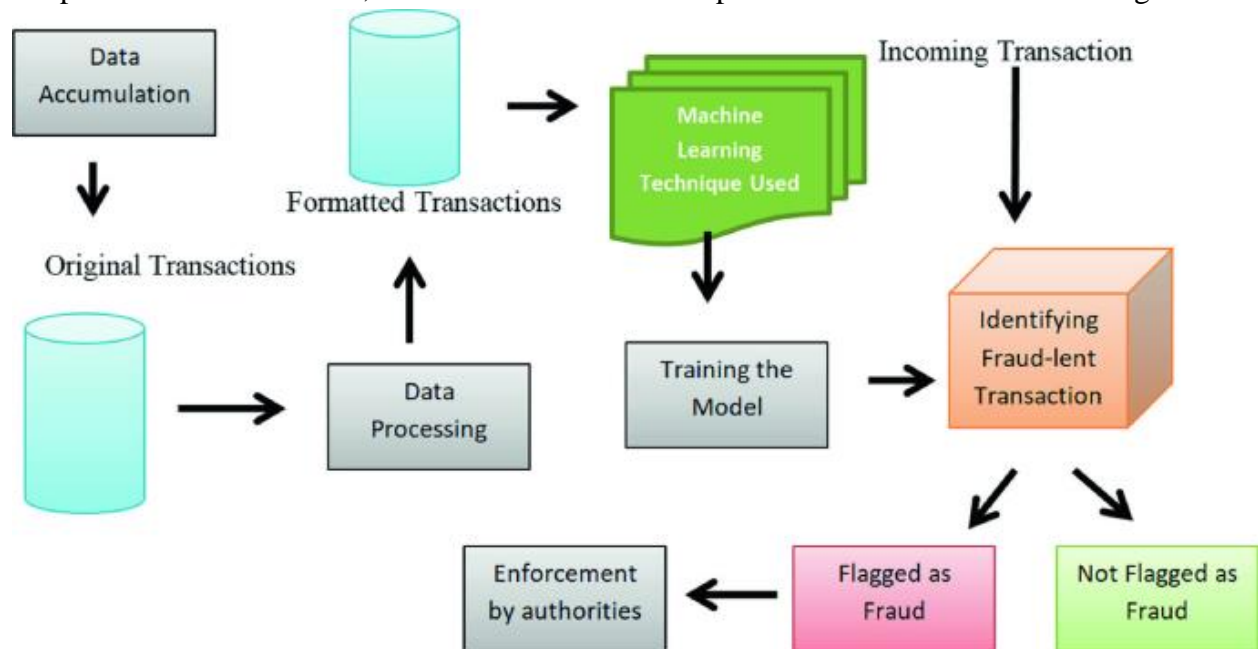 Data
Accumulation
Original Transactions
Data
Processing
Formatted Transactions
Machine
Learning
Technique Used
Training the
Model
Incoming Transaction
Identifying
Fraud-lent
Transaction
Flagged as
Fraud
Not Flagged as
Fraud
Enforcement
by authorities